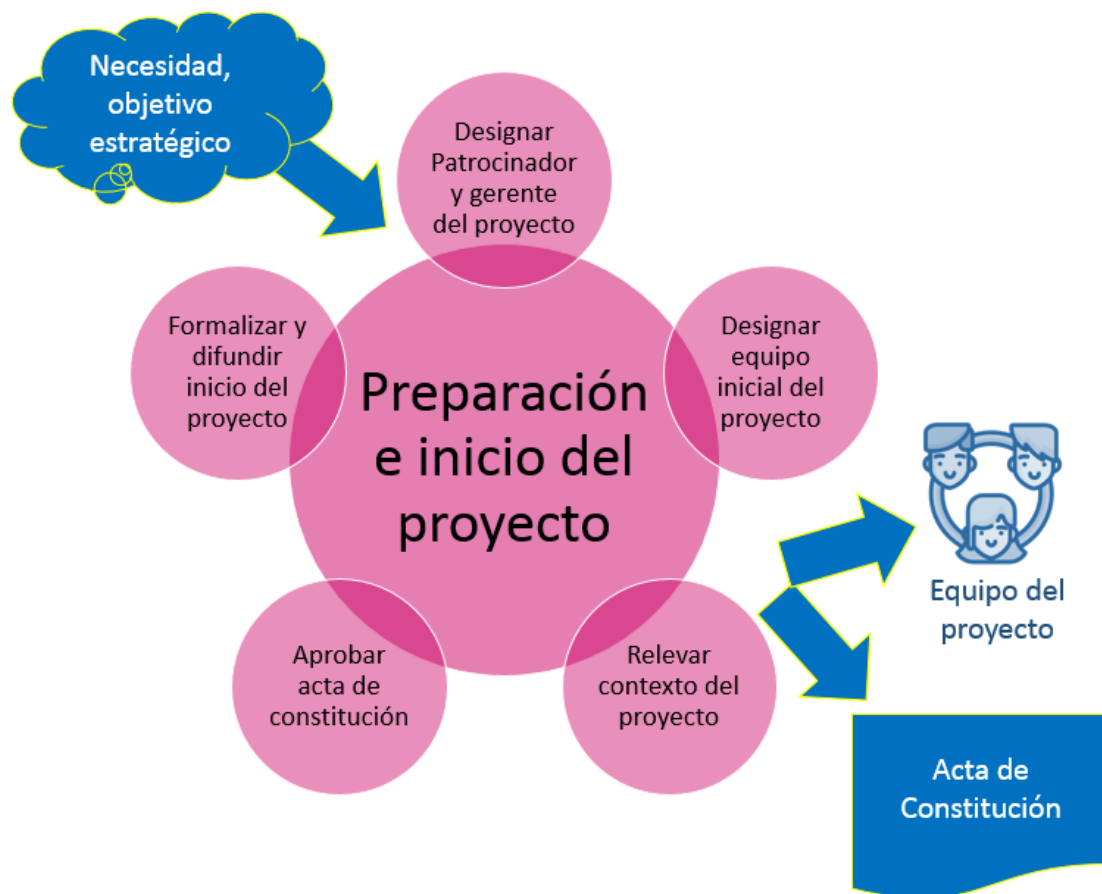 Necesidad,
objetivo
estratégico
Designar
Patrocinador
y gerente
del proyecto
Formalizar y
difundir
inicio del
proyecto
Designar
equipo
inicial del
proyecto
Preparación
e inicio del
proyecto
Equipo del
proyecto
Aprobar
acta de
constitución
Relevar
contexto del
proyecto
Acta de
Constitución